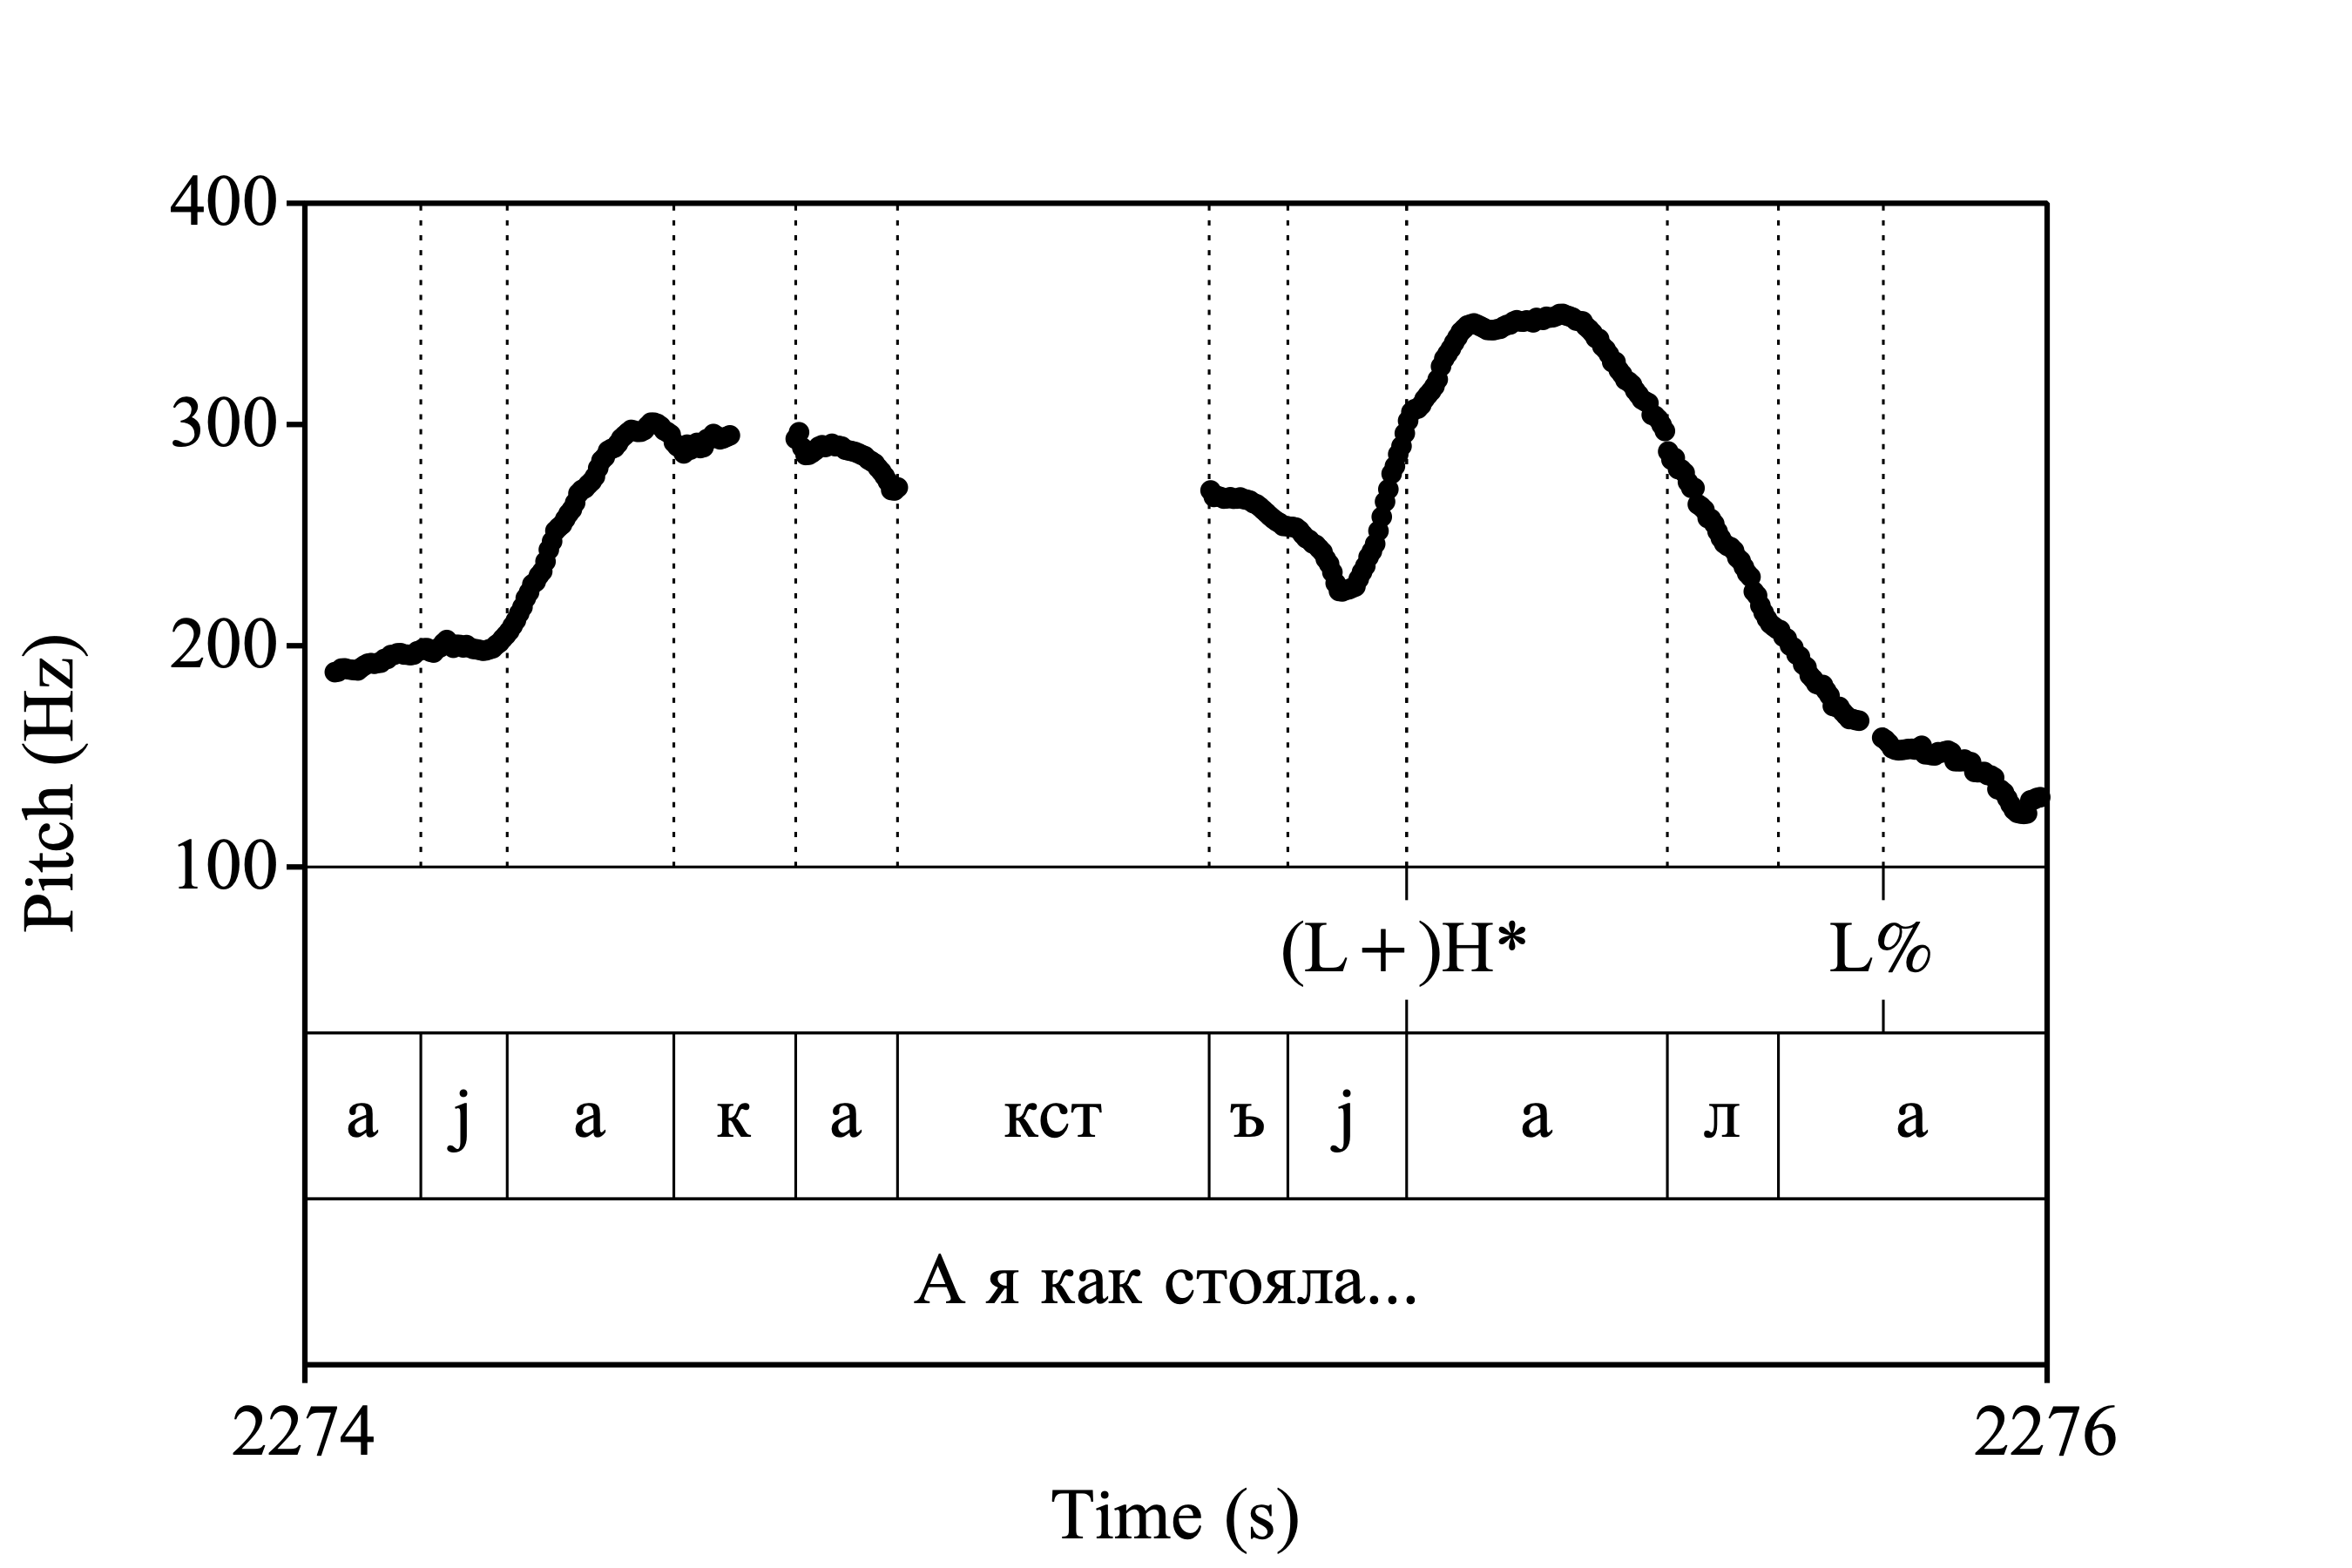 400
300
200
100
Pitch (Hz)
(L + )H* L%
а j а к а кст ъ j а л а
А я как стояла...
2274 2276
Time (s)